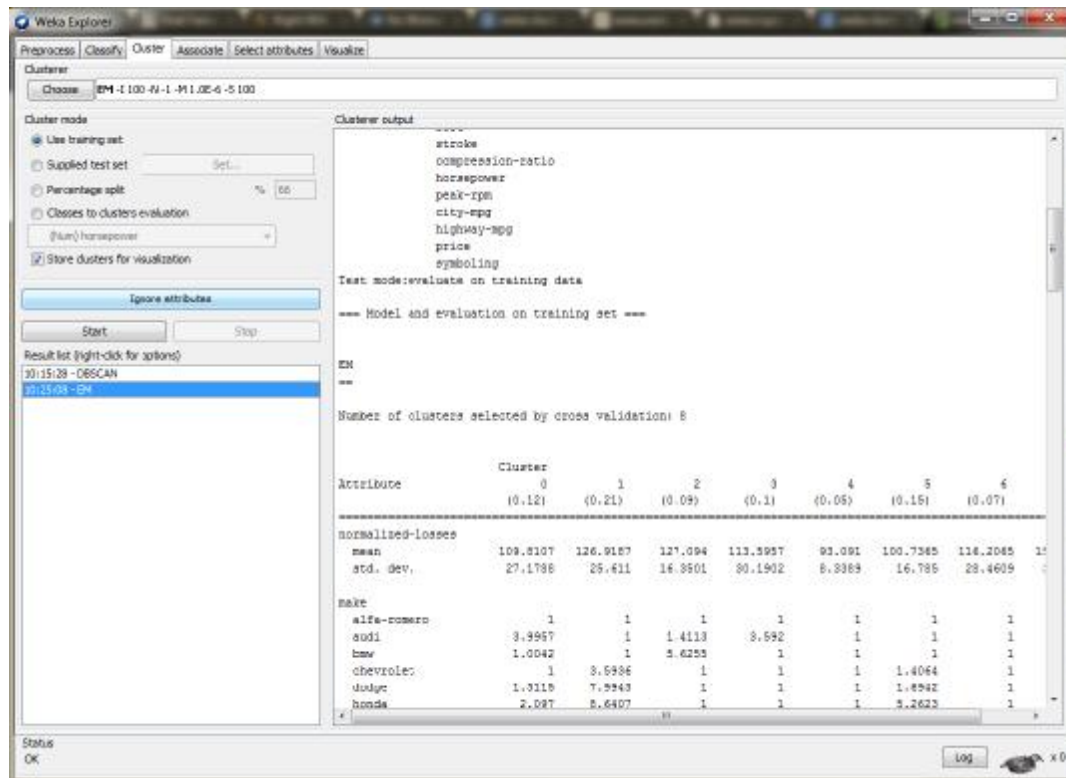 Weka Explorer
Preprocess Classify Cluster Associate Select attributes Visualize
Clusterer
Choose EM -I 100 -N -1 -M 1.0E-6 -S 100
Cluster mode
Use training set
Supplied test set Set...
Percentage split % 66
Classes to clusters evaluation
(Num) horsepower
Store clusters for visualization
Ignore attributes
Start Stop
Result list (right-click for options)
10:15:28 - DBSCAN
10:25:08 - EM
Clusterer output
stroke
compression-ratio
horsepower
peak-rpm
city-mpg
highway-mpg
price
symboling
Test mode:evaluate on training data
=== Model and evaluation on training set ===
EM
==
Number of clusters selected by cross validation: 8
Cluster
Attribute 0 1 2 3 4 5 6
(0.12) (0.21) (0.09) (0.1) (0.05) (0.15) (0.07)
normalized-losses
mean 109.8107 126.9187 127.094 113.5957 93.091 100.7365 116.2065
std. dev. 27.1788 25.611 16.3501 30.1902 8.3389 16.785 28.4609
make
alfa-romero 1 1 1 1 1 1 1
audi 3.9957 1 1.4113 3.592 1 1 1
bmw 1.0042 1 5.6255 1 1 1 1
chevrolet 1 3.5936 1 1 1 1.4064 1
dodge 1.3119 7.9943 1 1 1 1.6942 1
honda 2.097 8.6407 1 1 1 5.2623 1
Status
OK
Log
x 0